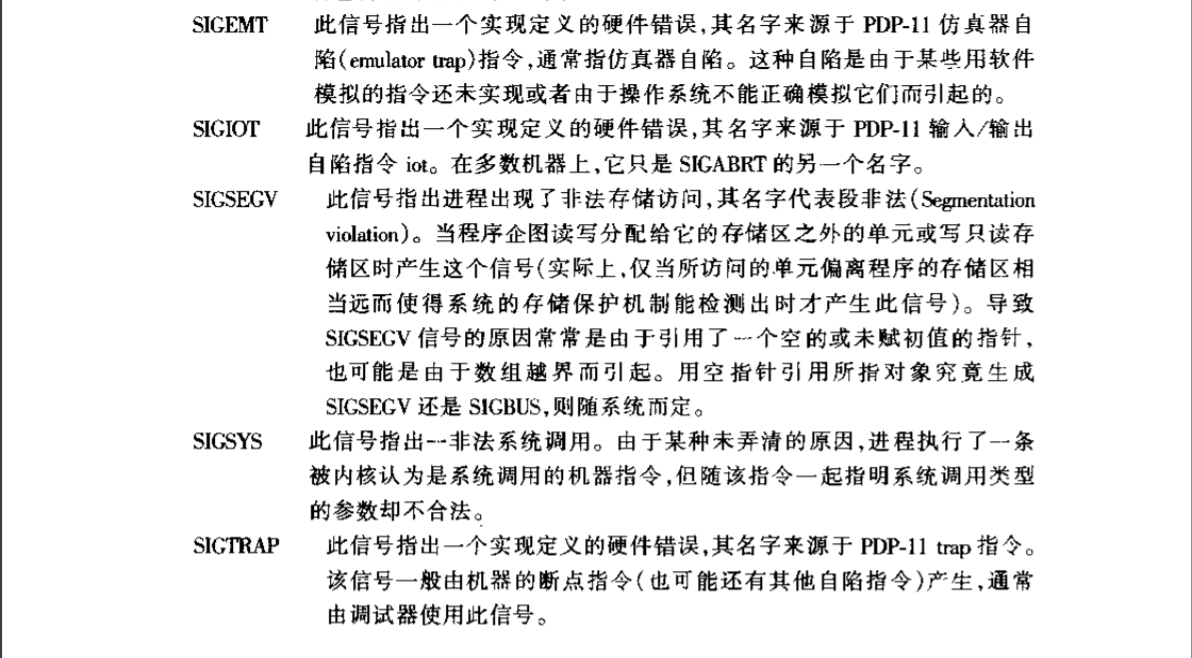 SIGEMT 此信号指出一个实现定义的硬件错误,其名字来源于 PDP-11 仿真器自
陷(emulator trap)指令,通常指仿真器自陷。这种自陷是由于某些用软件
模拟的指令还未实现或者由于操作系统不能正确模拟它们而引起的。
SIGIOT 此信号指出一个实现定义的硬件错误,其名字来源于 PDP-11 输入/输出
自陷指令 iot。在多数机器上,它只是 SIGABRT 的另一个名字。
SIGSEGV 此信号指出进程出现了非法存储访问,其名字代表段非法(Segmentation
violation)。当程序企图读写分配给它的存储区之外的单元或写只读存
储区时产生这个信号(实际上,仅当所访问的单元偏离程序的存储区相
当远而使得系统的存储保护机制能检测出时才产生此信号)。导致
SIGSEGV 信号的原因常常是由于引用了一个空的或未赋初值的指针,
也可能是由于数组越界而引起。用空指针引用所指对象究竟生成
SIGSEGV 还是 SIGBUS,则随系统而定。
SIGSYS 此信号指出一非法系统调用。由于某种未弄清的原因,进程执行了一条
被内核认为是系统调用的机器指令,但随该指令一起指明系统调用类型
的参数却不合法。
SIGTRAP 此信号指出一个实现定义的硬件错误,其名字来源于 PDP-11 trap 指令。
该信号一般由机器的断点指令(也可能还有其他自陷指令)产生,通常
由调试器使用此信号。